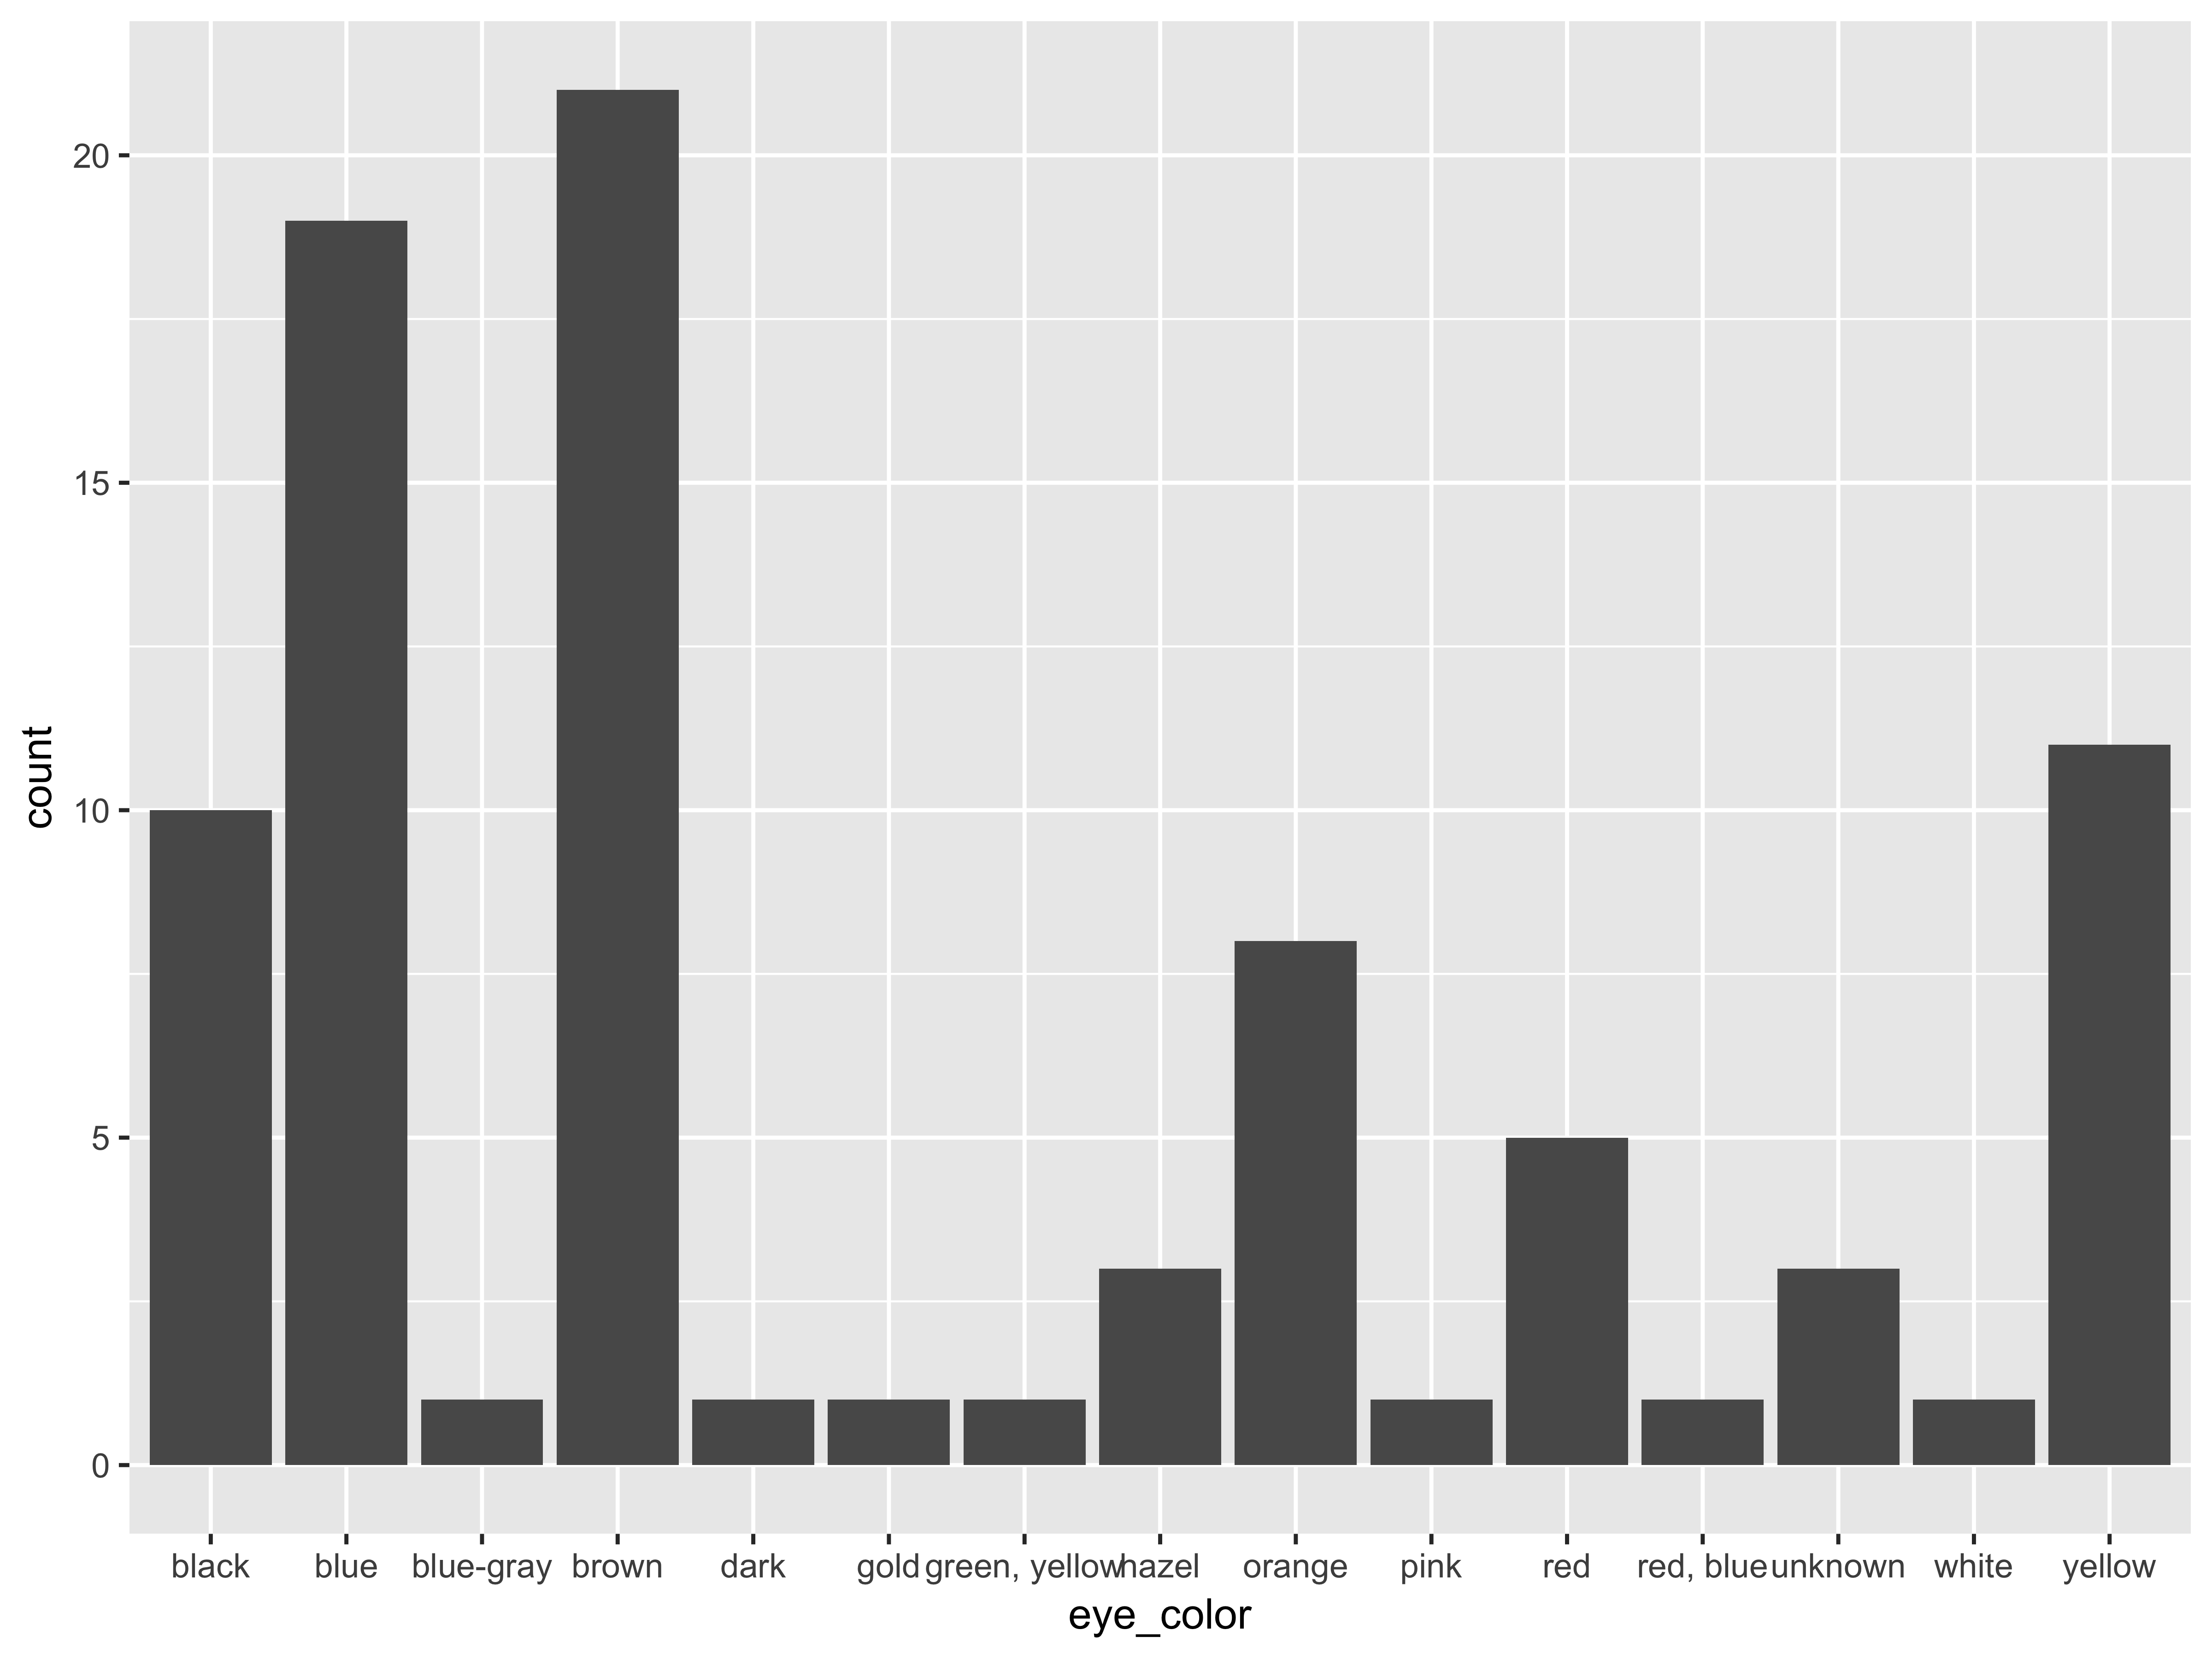 count
20
15
10
5
0
black blue blue-gray brown dark gold green, yellow hazel orange pink red red, blue unknown white yellow
eye_color